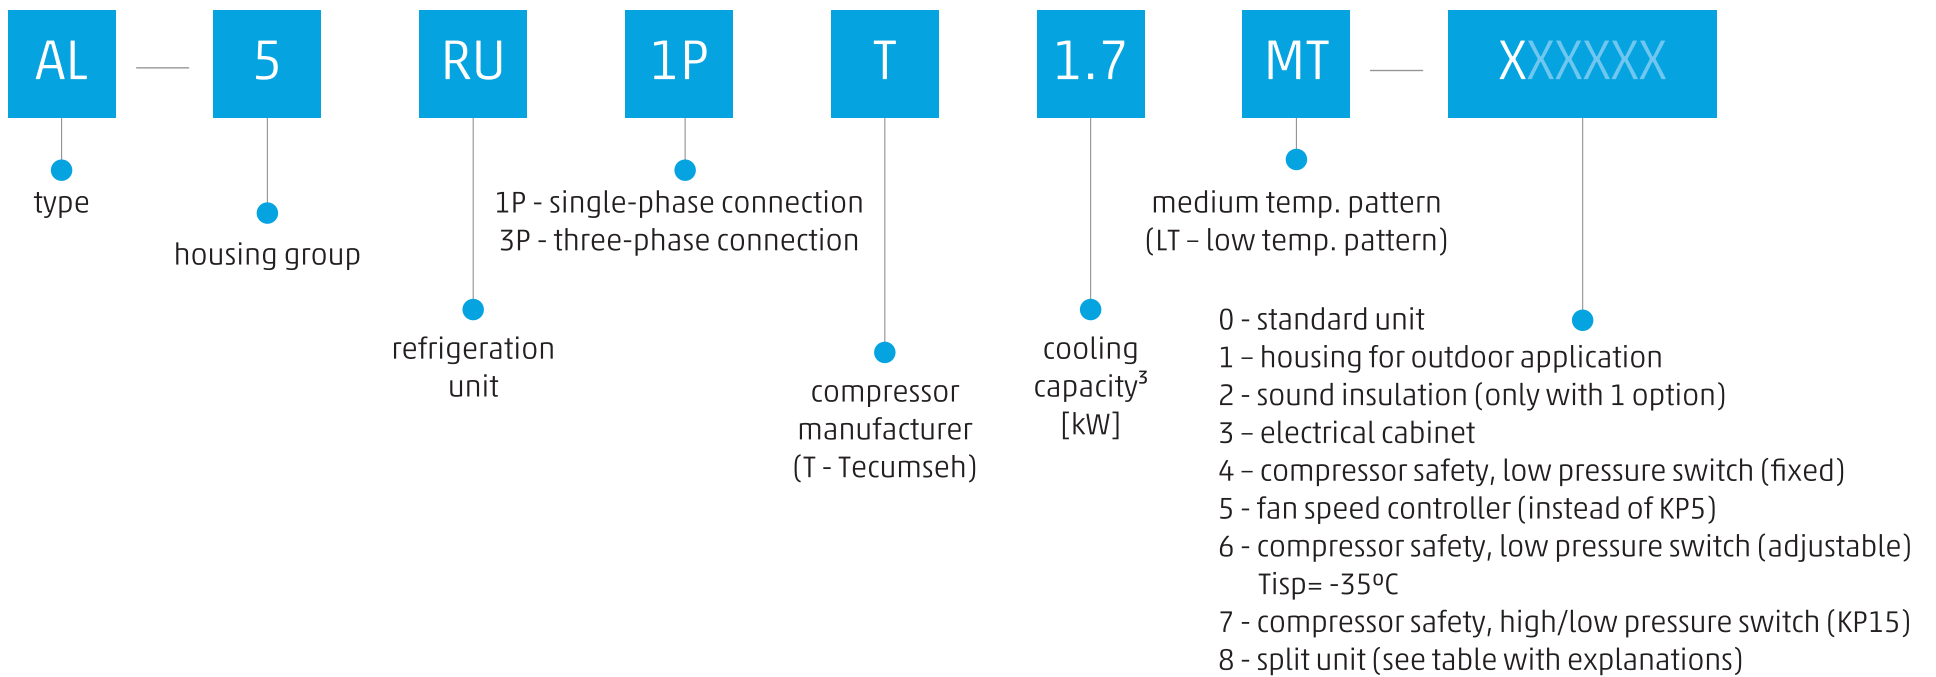 AL — 5 RU 1P T 1.7 MT — XXXXXX
type
housing group
refrigeration
unit
1P - single-phase connection
3P - three-phase connection
compressor
manufacturer
(T - Tecumseh)
cooling
capacity³
[kW]
medium temp. pattern
(LT – low temp. pattern)
0 - standard unit
1 – housing for outdoor application
2 - sound insulation (only with 1 option)
3 – electrical cabinet
4 – compressor safety, low pressure switch (fixed)
5 - fan speed controller (instead of KP5)
6 - compressor safety, low pressure switch (adjustable)
Tisp= -35ºC
7 - compressor safety, high/low pressure switch (KP15)
8 - split unit (see table with explanations)